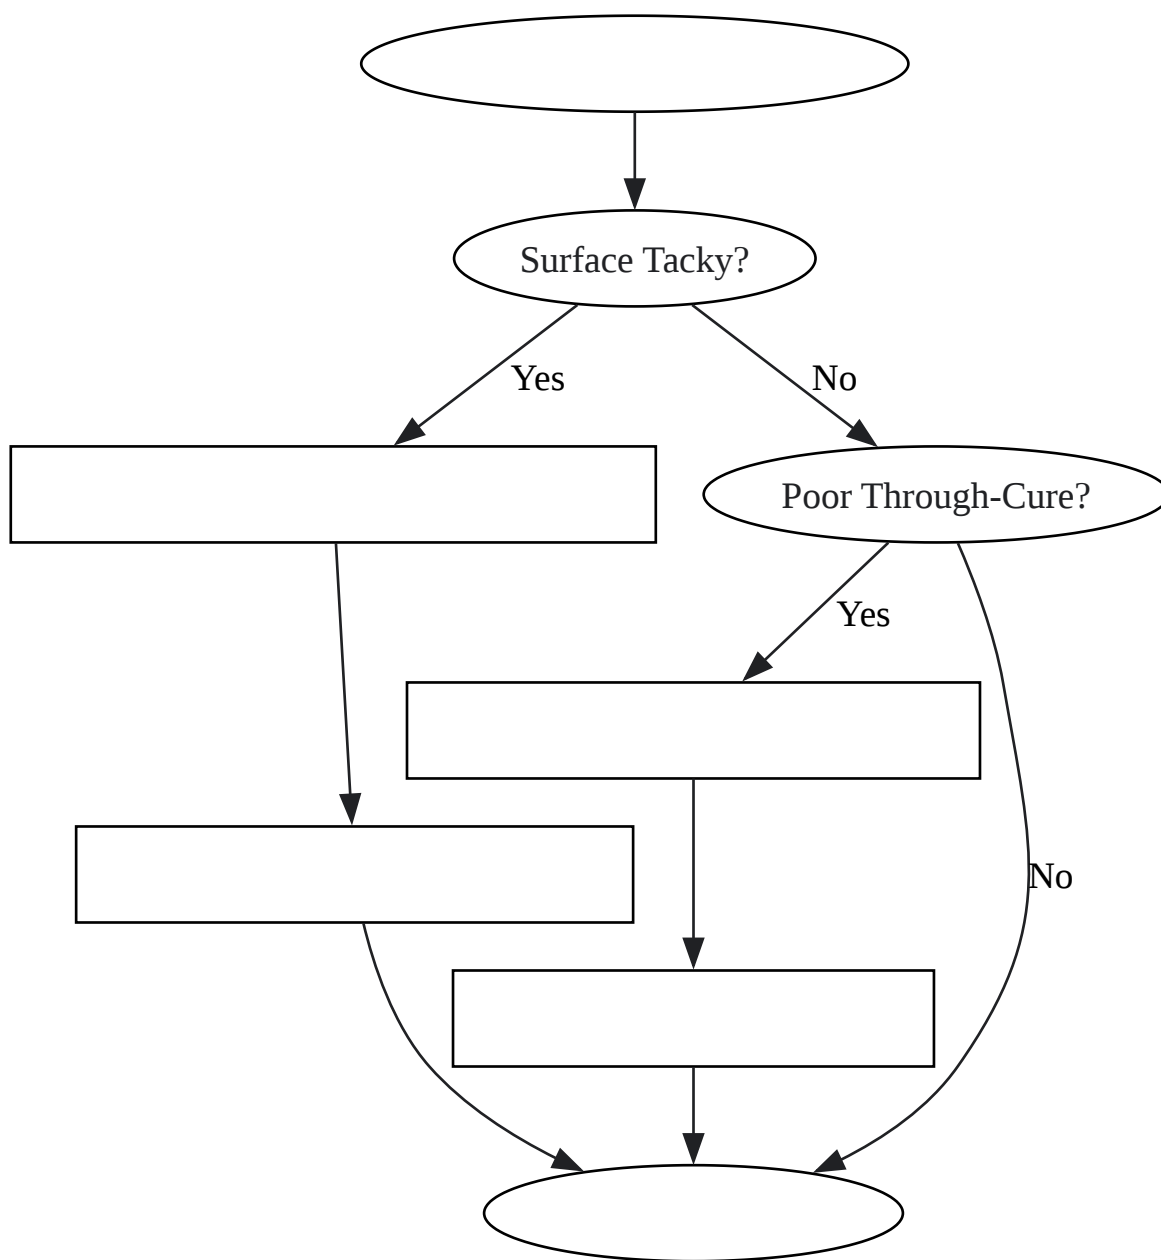 Surface Tacky?
Yes
No
Poor Through-Cure?
Yes
No